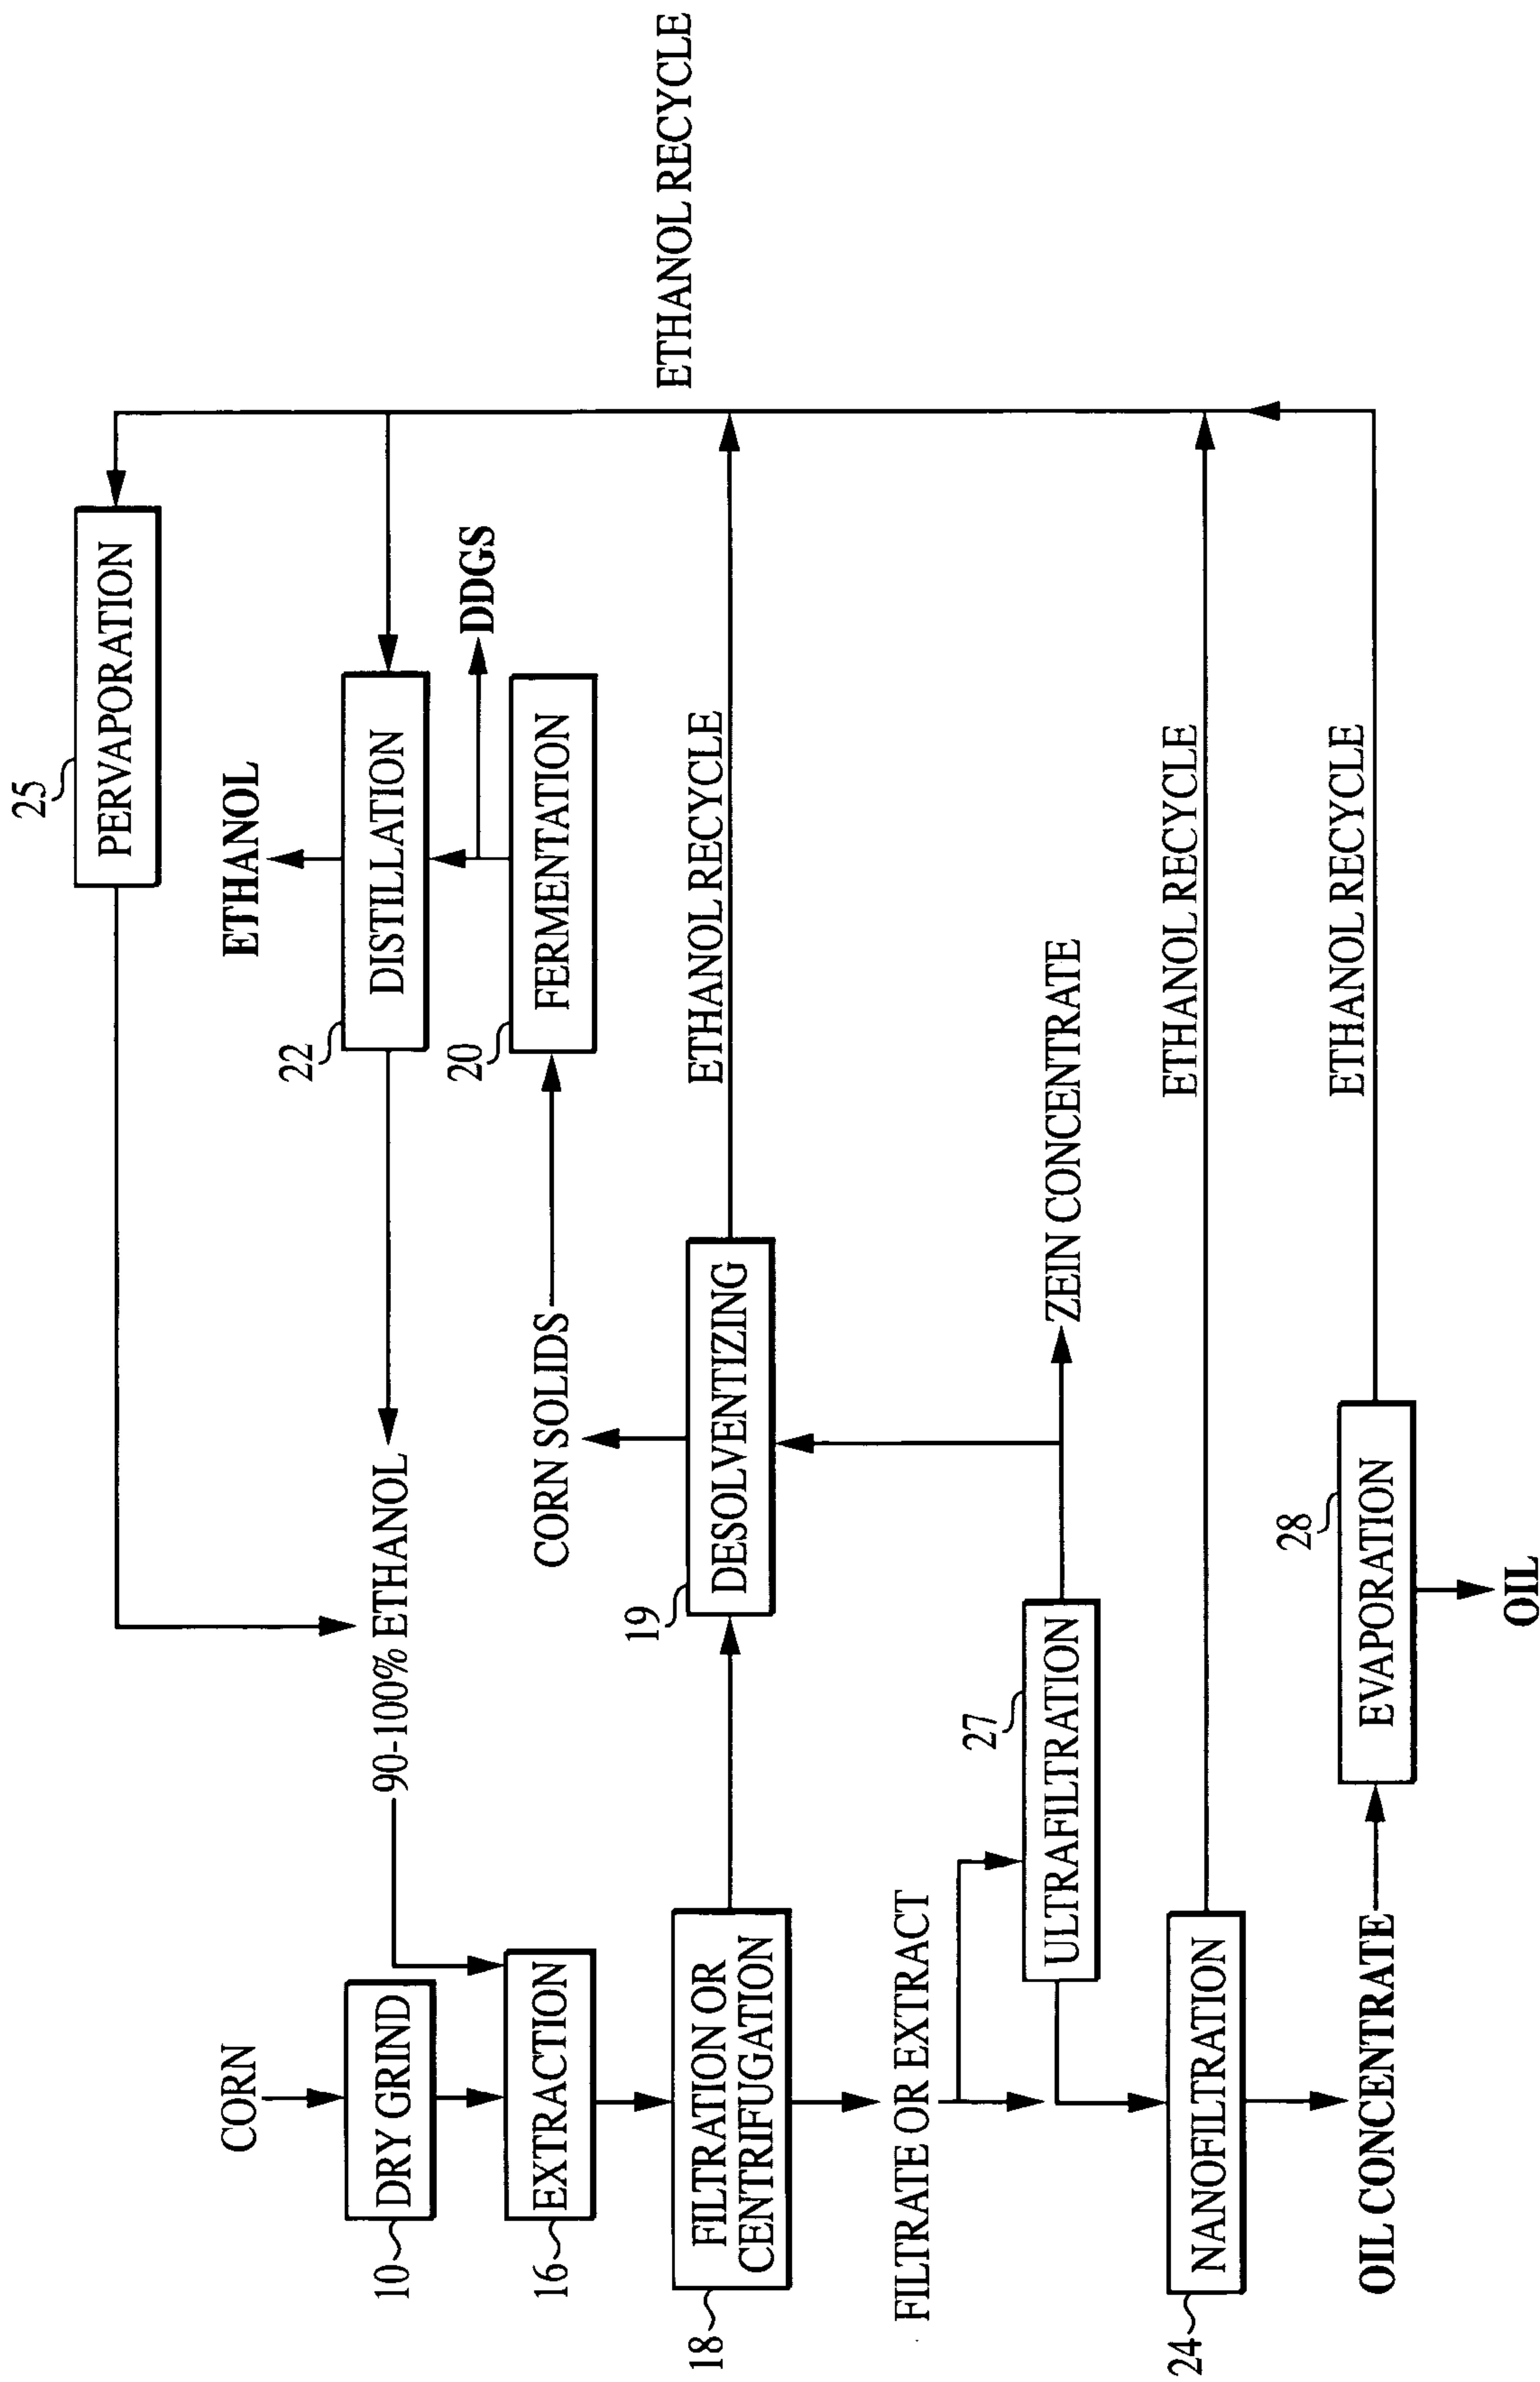 CORN
10
DRY GRIND
16
EXTRACTION
90-100% ETHANOL
25
PERVAPORATION
ETHANOL
22
DISTILLATION
DDGS
20
FERMENTATION
CORN SOLIDS
18
FILTRATION OR
CENTRIFUGATION
19
DESOLVENTIZING
ETHANOL RECYCLE
ETHANOL RECYCLE
FILTRATE OR EXTRACT
27
ULTRAFILTRATION
ZEIN CONCENTRATE
24
NANOFILTRATION
ETHANOL RECYCLE
OIL CONCENTRATE
28
EVAPORATION
ETHANOL RECYCLE
OIL